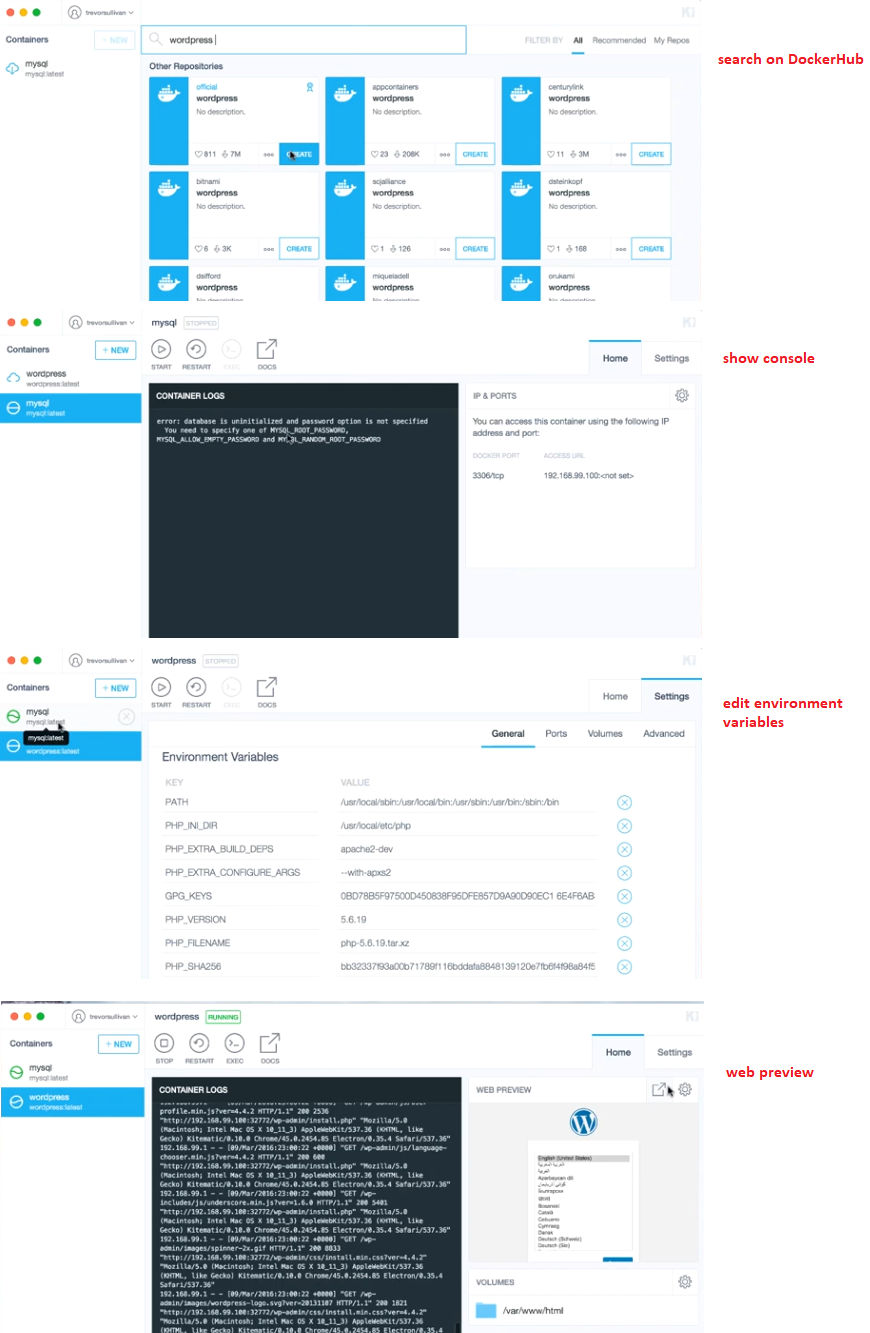 trevorsullivan
Containers
+ NEW
mysql
mysql:latest
wordpress
FILTER BY All Recommended My Repos
Other Repositories
official
wordpress
No description.
811 7M
CREATE
appcontainers
wordpress
No description.
23 208K
CREATE
centurylink
wordpress
No description.
11 3M
CREATE
bitnami
wordpress
No description.
6 3K
CREATE
scjalliance
wordpress
No description.
1 126
CREATE
dsteinkopf
wordpress
No description.
1 168
CREATE
dalfford
wordpress
No description.
miqueladell
wordpress
No description.
orukami
wordpress
No description.
search on DockerHub
trevorsullivan
Containers
+ NEW
wordpress
wordpress:latest
mysql
mysql:latest
mysql STOPPED
START RESTART EXEC DOCS
Home Settings
CONTAINER LOGS
error: database is uninitialized and password option is not specified
You need to specify one of MYSQL_ROOT_PASSWORD,
MYSQL_ALLOW_EMPTY_PASSWORD and MYSQL_RANDOM_ROOT_PASSWORD
IP & PORTS
You can access this container using the following IP
address and port:
DOCKER PORT ACCESS URL
3306/tcp 192.168.99.100:<not set>
show console
trevorsullivan
Containers
+ NEW
mysql
mysql:latest
mysql:latest
wordpress:latest
wordpress STOPPED
START RESTART EXEC DOCS
Home Settings
General Ports Volumes Advanced
Environment Variables
KEY VALUE
PATH /usr/local/sbin:/usr/local/bin:/usr/sbin:/usr/bin:/sbin:/bin
PHP_INI_DIR /usr/local/etc/php
PHP_EXTRA_BUILD_DEPS apache2-dev
PHP_EXTRA_CONFIGURE_ARGS --with-apxs2
GPG_KEYS 0BD78B5F97500D450838F95DFE857D9A90D90EC1 6E4F6AB
PHP_VERSION 5.6.19
PHP_FILENAME php-5.6.19.tar.xz
PHP_SHA256 bb32337f93a00b71789f116bddafa8848139120e7fb6f4f98a84f5
edit environment
variables
trevorsullivan
Containers
+ NEW
mysql
mysql:latest
wordpress
wordpress:latest
wordpress RUNNING
STOP RESTART EXEC DOCS
Home Settings
CONTAINER LOGS
profile.min.js?ver=4.4.2 HTTP/1.1" 200 2536
"http://192.168.99.100:32772/wp-admin/install.php" "Mozilla/5.0
(Macintosh; Intel Mac OS X 10_11_3) AppleWebKit/537.36 (KHTML, like
Gecko) Kitematic/0.10.0 Chrome/45.0.2454.85 Electron/0.35.4 Safari/537.36"
192.168.99.1 - - [09/Mar/2016:23:00:22 +0000] "GET /wp-admin/js/language-
chooser.min.js?ver=4.4.2 HTTP/1.1" 200 600
"http://192.168.99.100:32772/wp-admin/install.php" "Mozilla/5.0
(Macintosh; Intel Mac OS X 10_11_3) AppleWebKit/537.36 (KHTML, like
Gecko) Kitematic/0.10.0 Chrome/45.0.2454.85 Electron/0.35.4 Safari/537.36"
192.168.99.1 - - [09/Mar/2016:23:00:22 +0000] "GET /wp-
includes/js/underscore.min.js?ver=1.6.0 HTTP/1.1" 200 5401
"http://192.168.99.100:32772/wp-admin/install.php" "Mozilla/5.0
(Macintosh; Intel Mac OS X 10_11_3) AppleWebKit/537.36 (KHTML, like
Gecko) Kitematic/0.10.0 Chrome/45.0.2454.85 Electron/0.35.4 Safari/537.36"
192.168.99.1 - - [09/Mar/2016:23:00:22 +0000] "GET /wp-
admin/images/spinner-2x.gif HTTP/1.1" 200 8833
"http://192.168.99.100:32772/wp-admin/css/install.min.css?ver=4.4.2"
"Mozilla/5.0 (Macintosh; Intel Mac OS X 10_11_3) AppleWebKit/537.36
(KHTML, like Gecko) Kitematic/0.10.0 Chrome/45.0.2454.85 Electron/0.35.4
Safari/537.36"
192.168.99.1 - - [09/Mar/2016:23:00:22 +0000] "GET /wp-
admin/images/wordpress-logo.svg?ver=20131107 HTTP/1.1" 200 1821
"http://192.168.99.100:32772/wp-admin/css/install.min.css?ver=4.4.2"
"Mozilla/5.0 (Macintosh; Intel Mac OS X 10_11_3) AppleWebKit/537.36
(KHTML, like Gecko) Kitematic/0.10.0 Chrome/45.0.2454.85 Electron/0.35.4
WEB PREVIEW
English (United States)
العربية
Azərbaycan dili
Български
Bosanski
Català
Cebuano
Cymraeg
Dansk
Deutsch (Schweiz)
Deutsch (Sie)
VOLUMES
/var/www/html
web preview